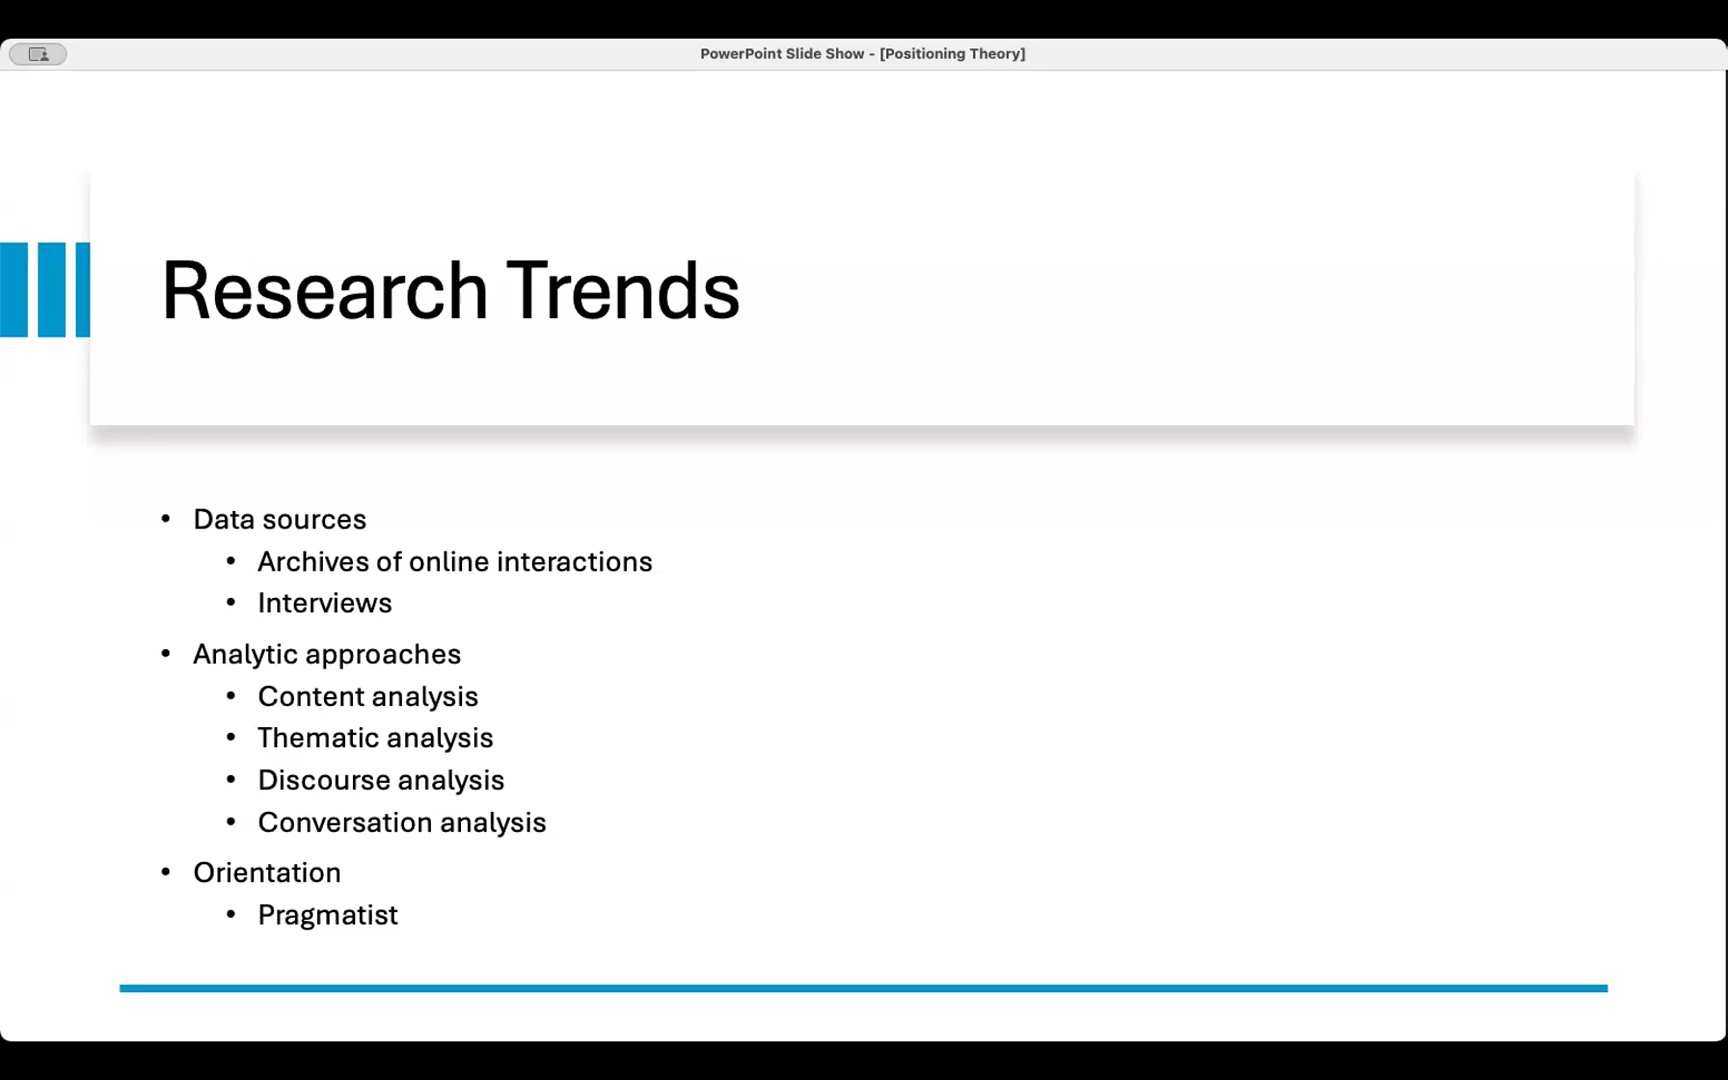 PowerPoint Slide Show - [Positioning Theory]
Research Trends
• Data sources
• Archives of online interactions
• Interviews
• Analytic approaches
• Content analysis
• Thematic analysis
• Discourse analysis
• Conversation analysis
• Orientation
• Pragmatist